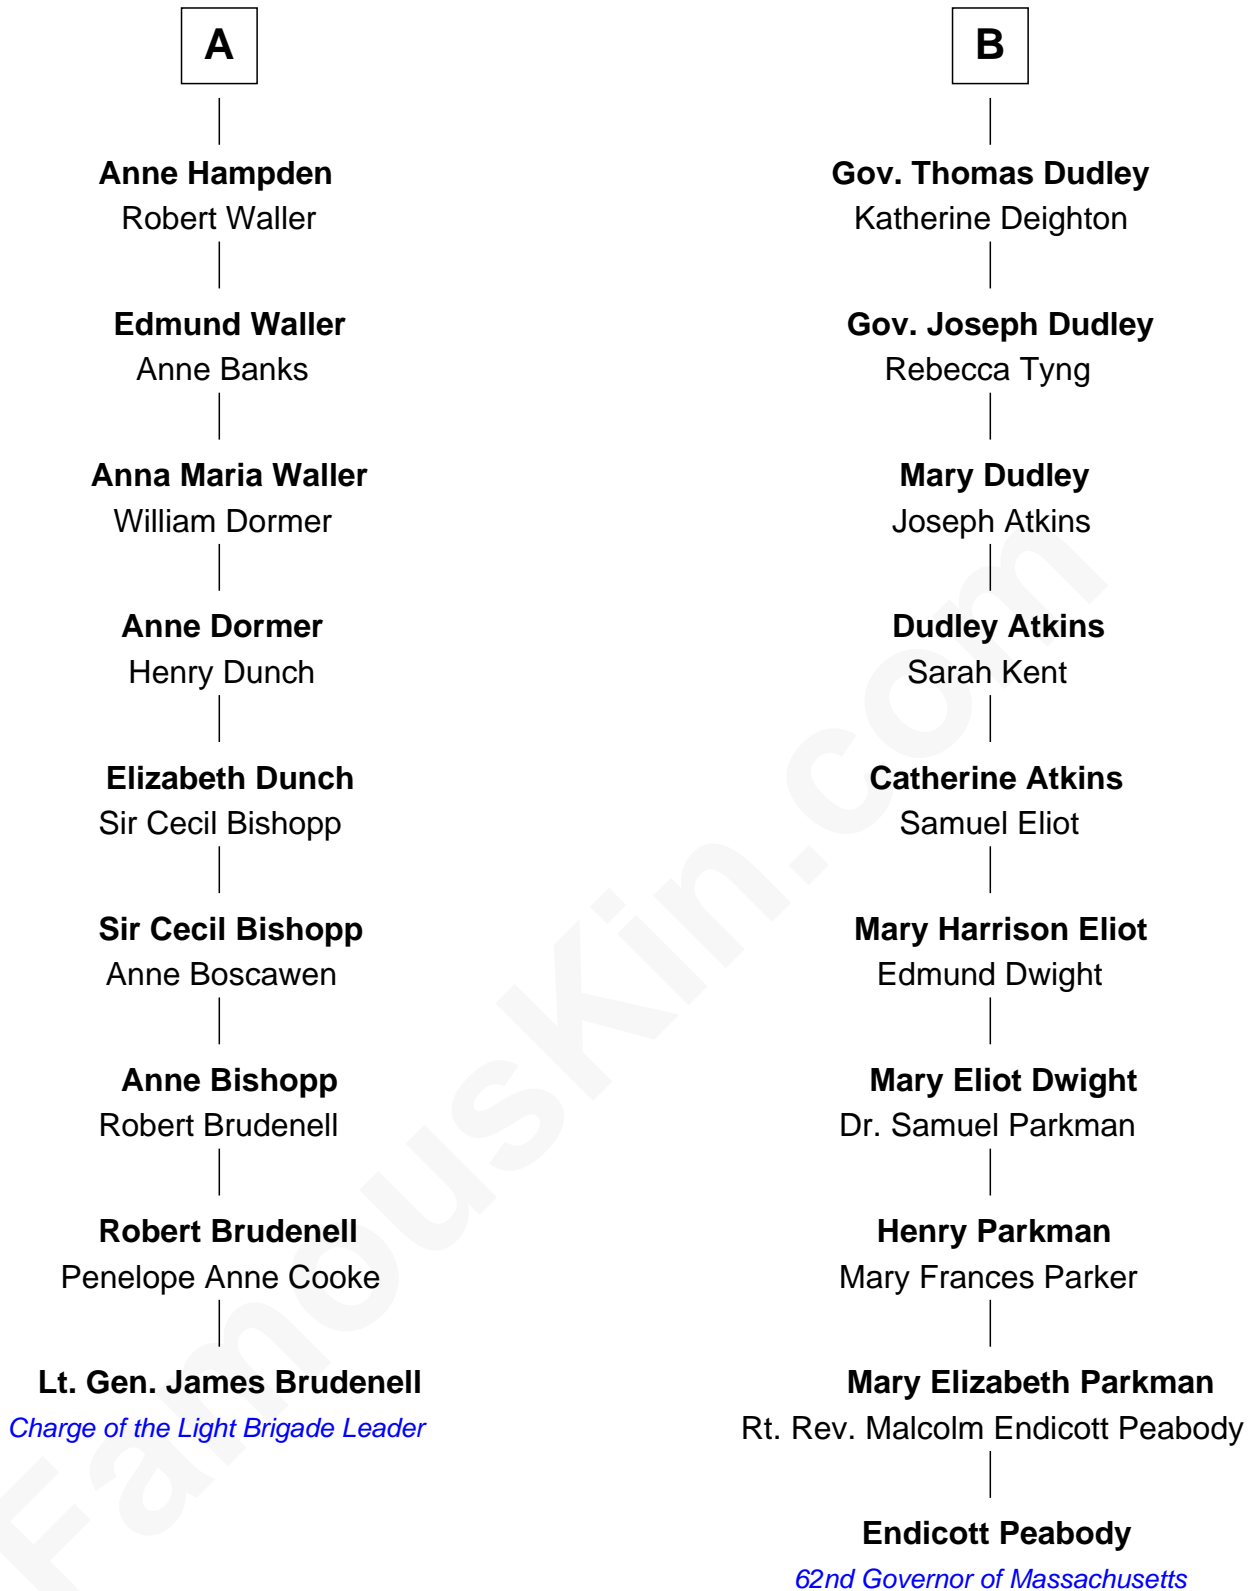 A
Anne Hampden
Robert Waller
Edmund Waller
Anne Banks
Anna Maria Waller
William Dormer
Anne Dormer
Henry Dunch
Elizabeth Dunch
Sir Cecil Bishopp
Sir Cecil Bishopp
Anne Boscawen
Anne Bishopp
Robert Brudenell
Robert Brudenell
Penelope Anne Cooke
Lt. Gen. James Brudenell
Charge of the Light Brigade Leader
B
Gov. Thomas Dudley
Katherine Deighton
Gov. Joseph Dudley
Rebecca Tyng
Mary Dudley
Joseph Atkins
Dudley Atkins
Sarah Kent
Catherine Atkins
Samuel Eliot
Mary Harrison Eliot
Edmund Dwight
Mary Eliot Dwight
Dr. Samuel Parkman
Henry Parkman
Mary Frances Parker
Mary Elizabeth Parkman
Rt. Rev. Malcolm Endicott Peabody
Endicott Peabody
62nd Governor of Massachusetts
FamousKin.com